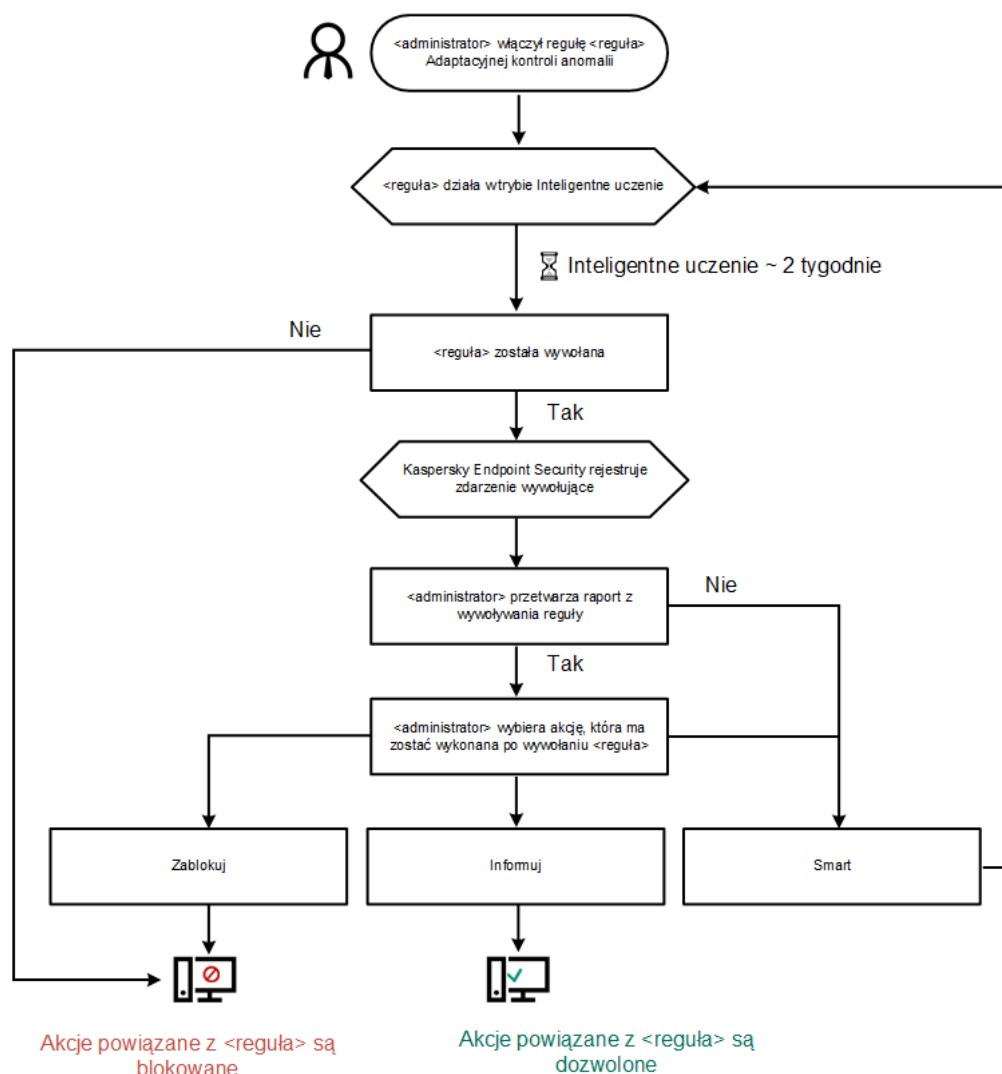 <administrator> włączył regułę <reguła>
Adaptacyjnej kontroli anomalii
<reguła> działa wtrybie Inteligentne uczenie
Inteligentne uczenie ~ 2 tygodnie
Nie
<reguła> została wywołana
Tak
Kaspersky Endpoint Security rejestruje
zdarzenie wywołujące
<administrator> przetwarza raport z
wywoływania reguły
Nie
Tak
<administrator> wybiera akcję, która ma
zostać wykonana po wywołaniu <reguła>
Zablokuj
Informuj
Smart
Akcje powiązane z <reguła> są
blokowane
Akcje powiązane z <reguła> są
dozwolone